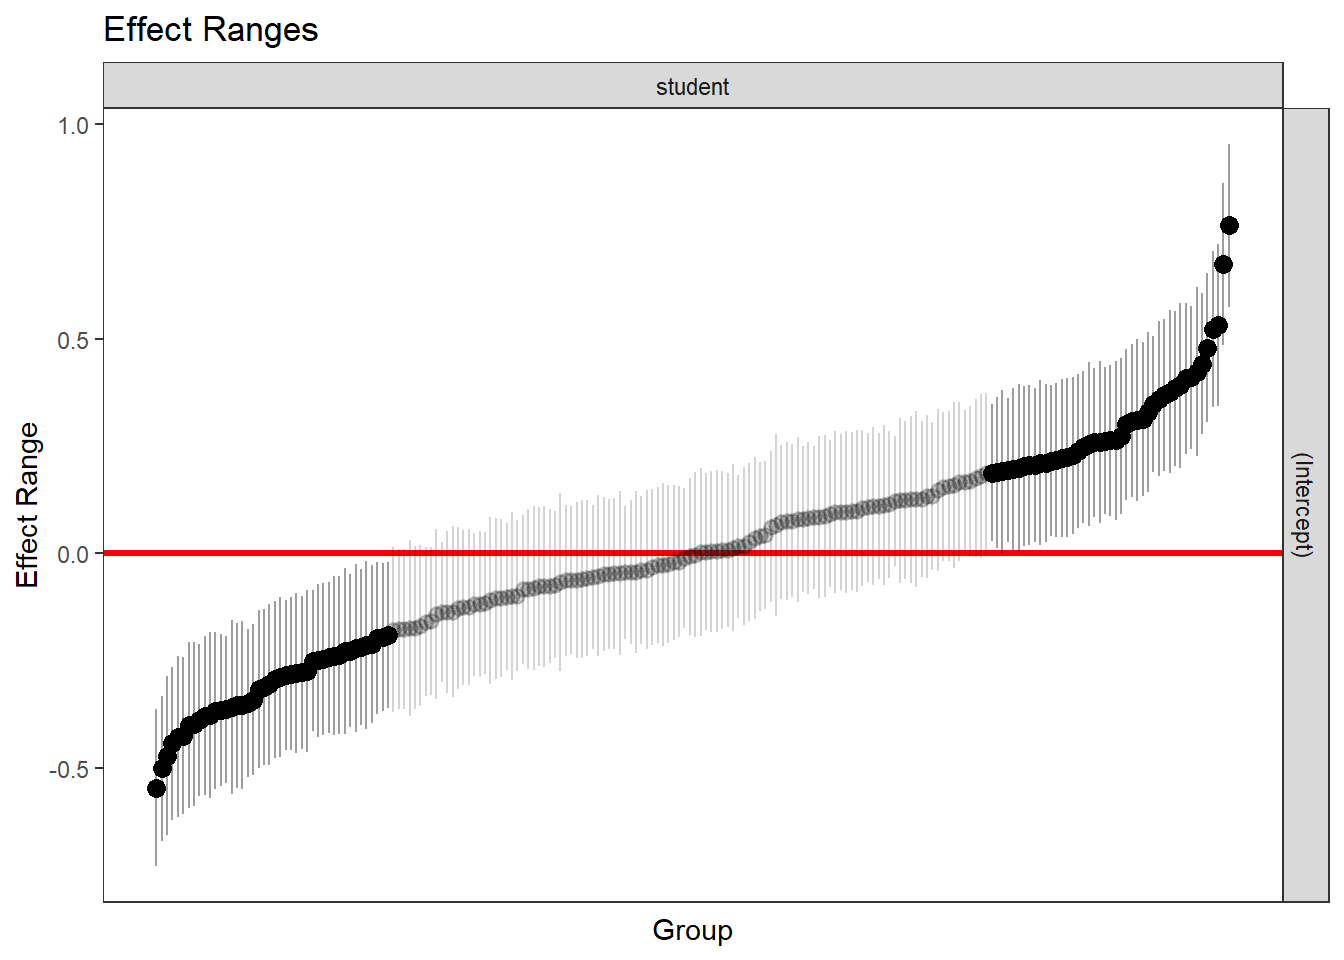 Effect Ranges
student
1.0
0.5
0.0
-0.5
Effect Range
(Intercept)
Group